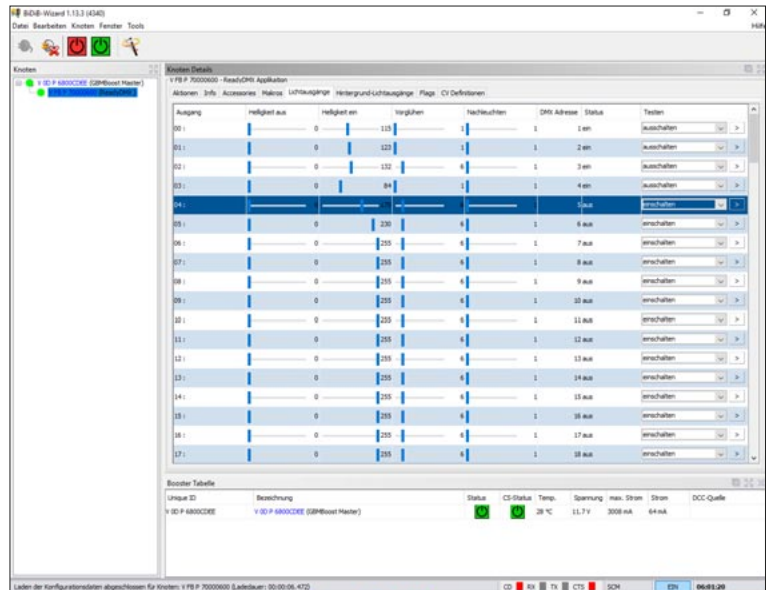 BiDiB-Wizard 1.13.3 (4340)
Datei Bearbeiten Knoten Fenster Tools Hilfe
Knoten
V 0D P 6800CDEE (GBMBoost Master)
Knoten Details
V FB P 70000600 - ReadyDMX Applikation
Aktionen Info Accessories Makros Lichtausgänge Hintergrund-Lichtausgänge Flags CV Definitionen
Ausgang Helligkeit aus Helligkeit ein Vorglühen Nachleuchten DMX Adresse Status Testen
00 : 0 115 1 1 1 ein ausschalten >
01 : 0 123 1 1 2 ein ausschalten >
02 : 0 132 6 1 3 ein ausschalten >
03 : 0 84 1 1 4 ein ausschalten >
04 : 5 aus einschalten >
05 : 0 230 6 1 6 aus einschalten >
06 : 0 255 6 1 7 aus einschalten >
07 : 0 255 6 1 8 aus einschalten >
08 : 0 255 6 1 9 aus einschalten >
09 : 0 255 6 1 10 aus einschalten >
10 : 0 255 6 1 11 aus einschalten >
11 : 0 255 6 1 12 aus einschalten >
12 : 0 255 6 1 13 aus einschalten >
13 : 0 255 6 1 14 aus einschalten >
14 : 0 255 6 1 15 aus einschalten >
15 : 0 255 6 1 16 aus einschalten >
16 : 0 255 6 1 17 aus einschalten >
17 : 0 255 6 1 18 aus einschalten >
Booster Tabelle
Unique ID Bezeichnung Status CS-Status Temp. Spannung max. Strom Strom DCC-Quelle
V 0D P 6800CDEE V 0D P 6800CDEE (GBMBoost Master) 28 °C 11.7 V 3008 mA 64 mA
Laden der Konfigurationsdaten abgeschlossen für Knoten: V FB P 70000600 (Ladedauer: 00:00:06.472) CD RX TX CTS SCM EIN 06:01:20